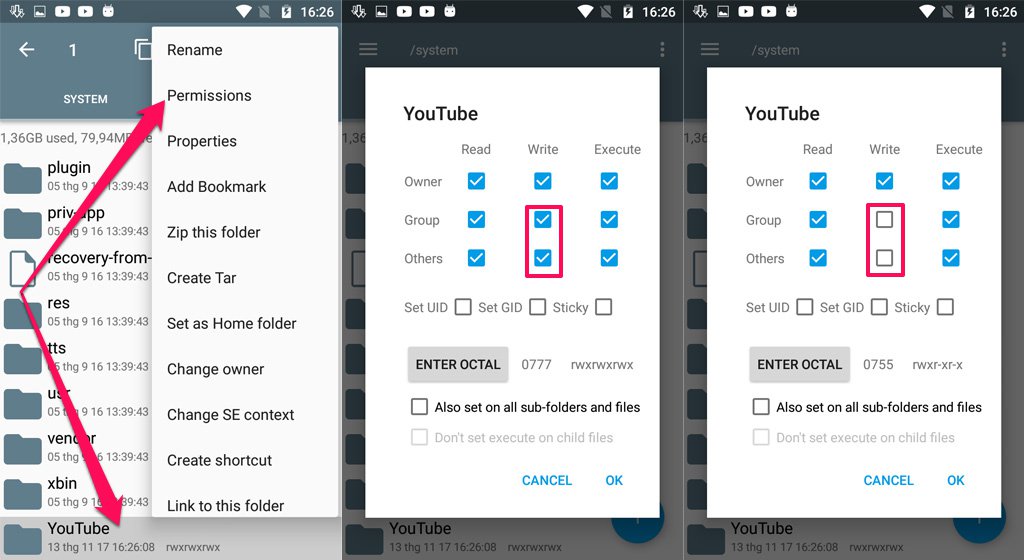 16:26
1
SYSTEM
1,36GB used, 79,94M
plugin
05 thg 9 16 13:39:43
priv-app
05 thg 9 16 13:39:43
recovery-from-
05 thg 9 16 13:39:43
res
05 thg 9 16 13:39:43
tts
05 thg 9 16 13:39:43
usr
05 thg 9 16 13:39:43
vendor
05 thg 9 16 13:39:43
xbin
05 thg 9 16 13:39:43
YouTube
13 thg 11 17 16:26:08 rwxrwxrwx
Rename
Permissions
Properties
Add Bookmark
Zip this folder
Create Tar
Set as Home folder
Change owner
Change SE context
Create shortcut
Link to this folder
16:26
/system
YouTube
Read Write Execute
Owner
Group
Others
Set UID Set GID Sticky
ENTER OCTAL 0777 rwxrwxrwx
Also set on all sub-folders and files
Don't set execute on child files
CANCEL OK
YouTube
13 thg 11 17 16:26:08 rwxrwxrwx
16:26
/system
YouTube
Read Write Execute
Owner
Group
Others
Set UID Set GID Sticky
ENTER OCTAL 0755 rwxr-xr-x
Also set on all sub-folders and files
Don't set execute on child files
CANCEL OK
YouTube
13 thg 11 17 16:26:08 rwxrwxrwx